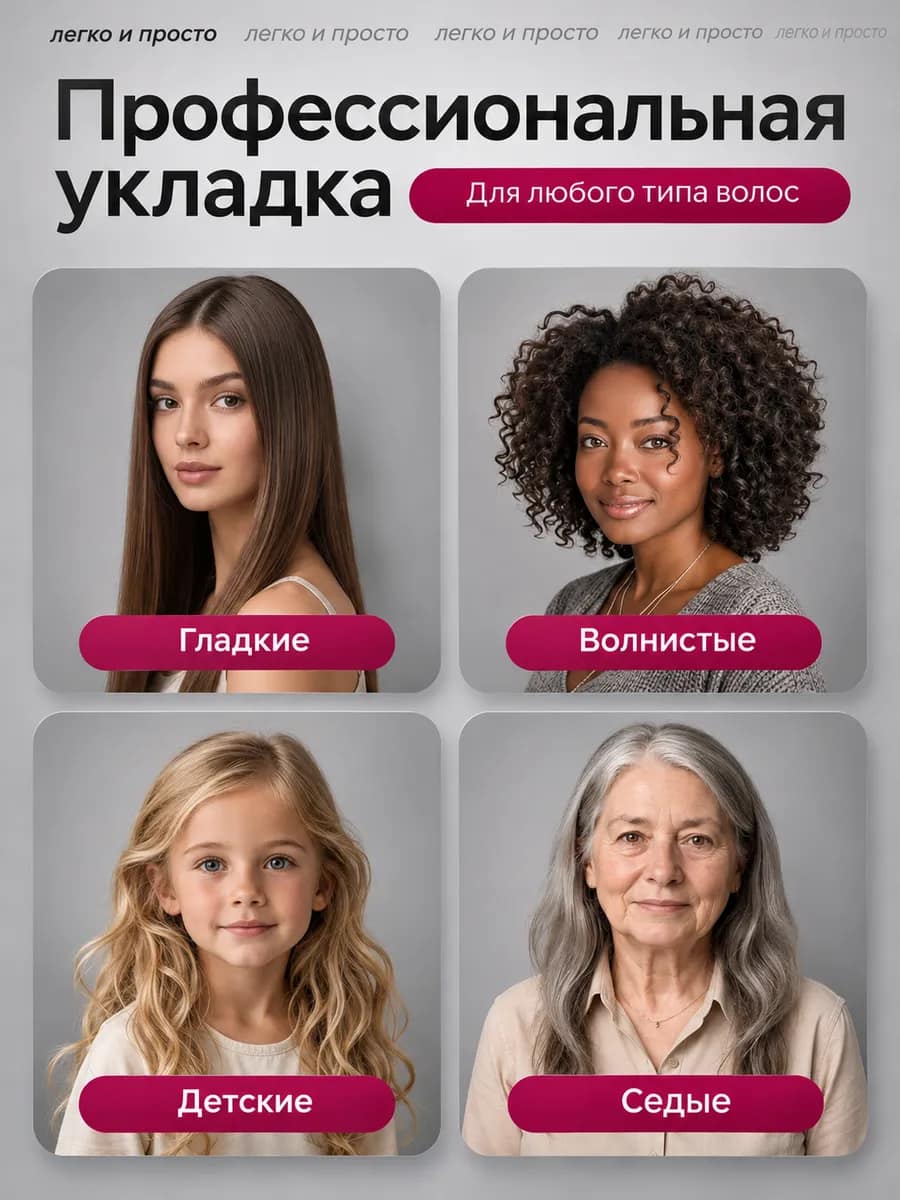 легко и просто легко и просто легко и просто легко и просто легко и просто
Профессиональная
укладка
Для любого типа волос
Гладкие
Волнистые
Детские
Седые